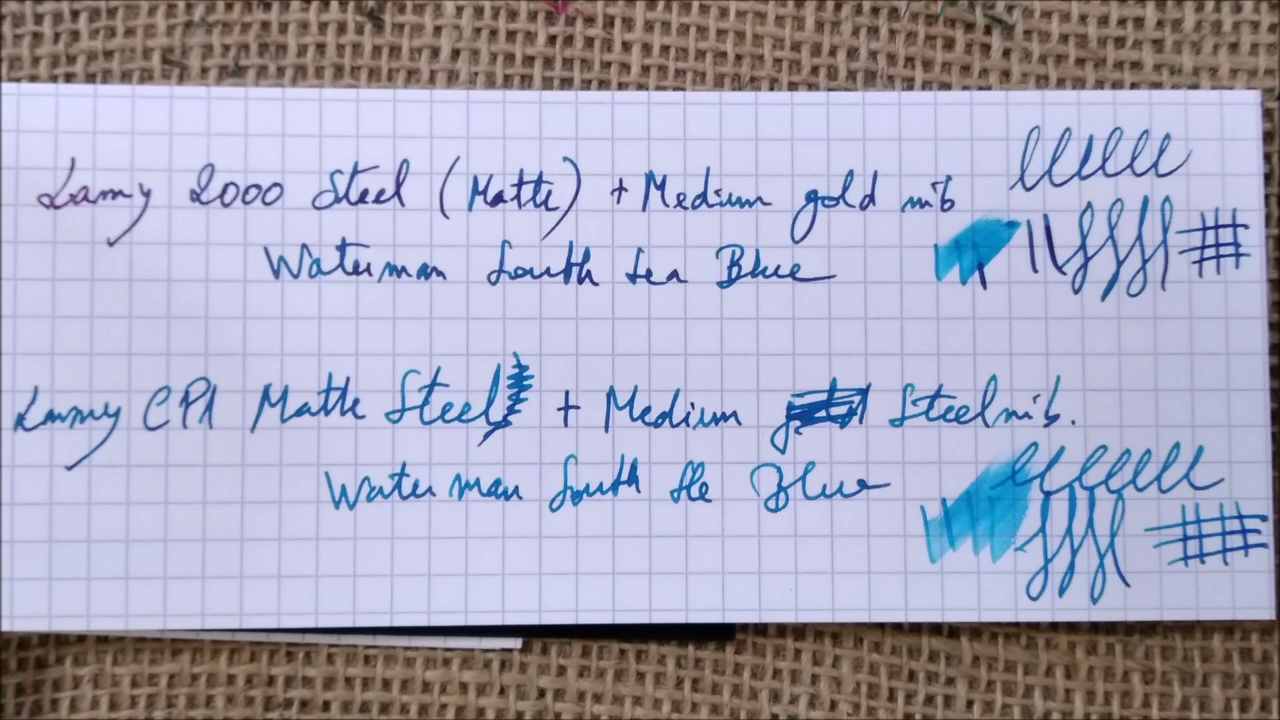 Lamy 2000 Steel (Matte) + Medium gold nib
Waterman South Sea Blue
Lamy CP1 Matte Steel + Medium Steel nib.
Waterman South Se Blue